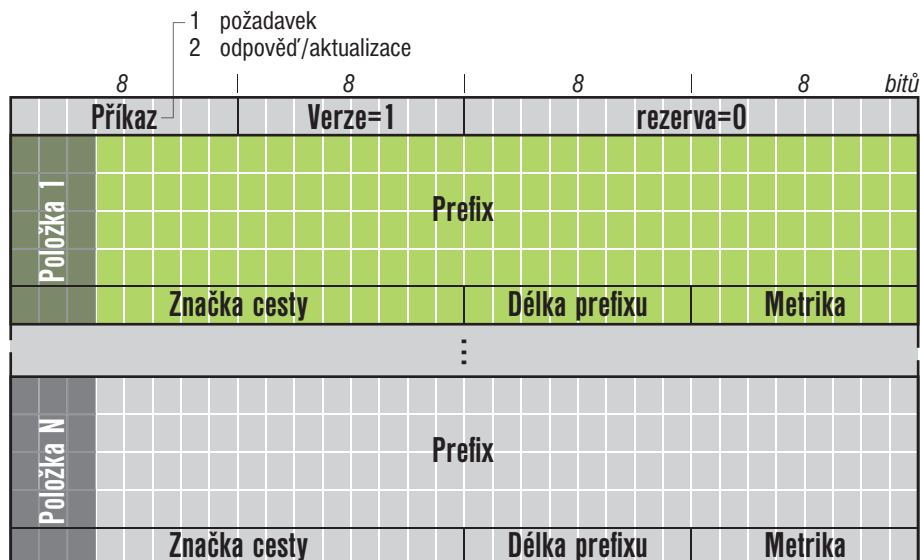 1 požadavek
2 odpověď/aktualizace
8 8 8 8 bitů
Příkaz Verze=1 rezerva=0
Položka 1
Prefix
Značka cesty Délka prefixu Metrika
⋮
Položka N
Prefix
Značka cesty Délka prefixu Metrika